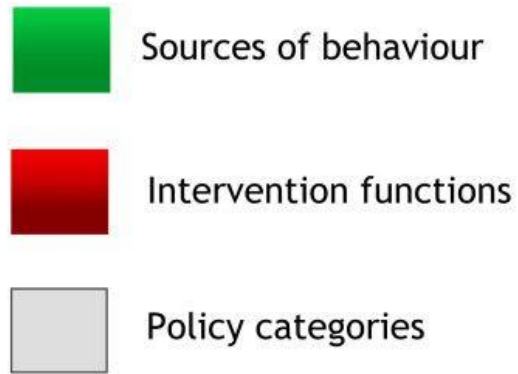 Sources of behaviour
Intervention functions
Policy categories